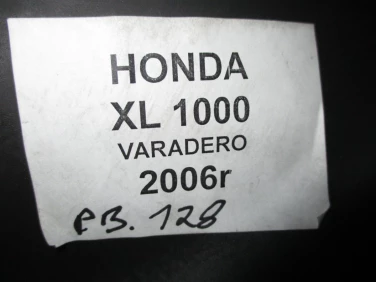 HONDA
XL 1000
VARADERO
2006r
PB. 128